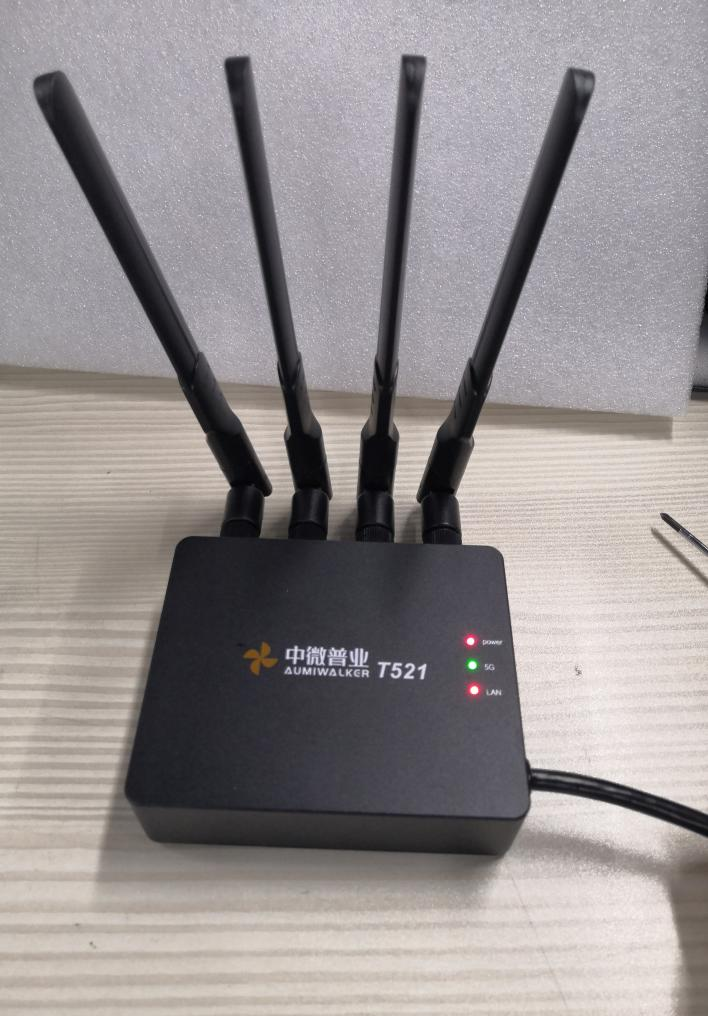 中微普业
AUMIWALKER T521
power
5G
LAN